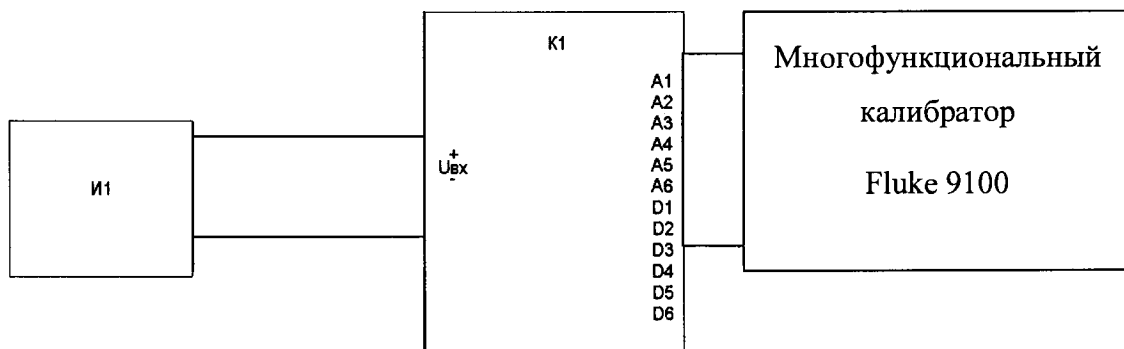 И1
К1
+
Uвх
-
A1
A2
A3
A4
A5
A6
D1
D2
D3
D4
D5
D6
Многофункциональный
калибратор
Fluke 9100